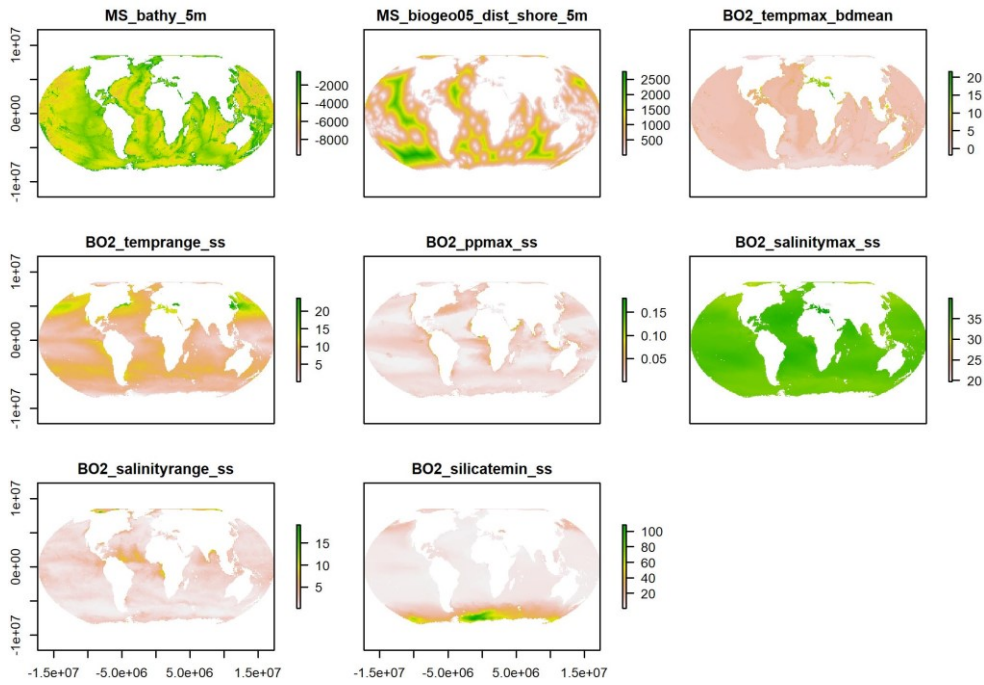 MS_bathy_5m
MS_biogeo05_dist_shore_5m
BO2_tempmax_bdmean
1e+07
0e+00
-1e+07
-2000
-4000
-6000
-8000
2500
2000
1500
1000
500
20
15
10
5
0
BO2_temprange_ss
BO2_ppmax_ss
BO2_salinitymax_ss
1e+07
0e+00
-1e+07
20
15
10
5
0.15
0.10
0.05
35
30
25
20
BO2_salinityrange_ss
BO2_silicatemin_ss
1e+07
0e+00
-1e+07
15
10
5
100
80
60
40
20
-1.5e+07 -5.0e+06 5.0e+06 1.5e+07
-1.5e+07 -5.0e+06 5.0e+06 1.5e+07